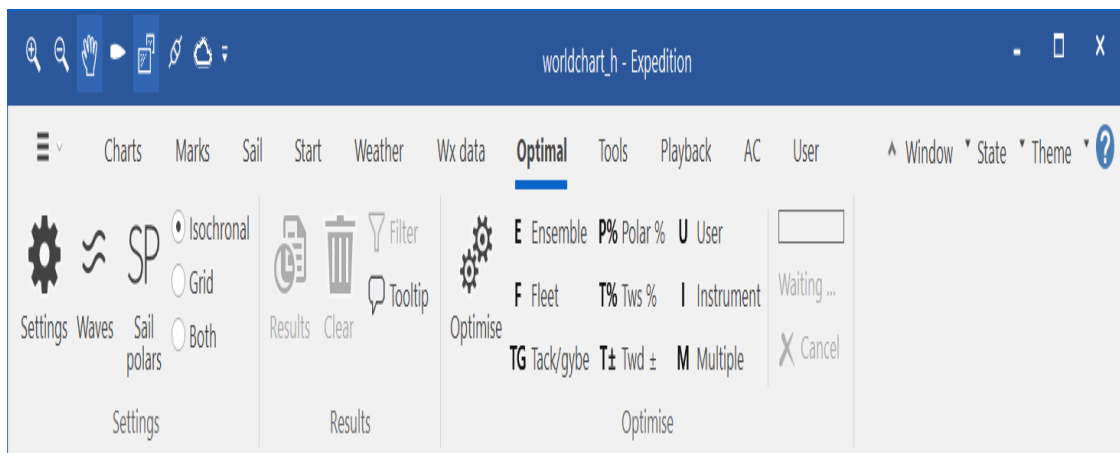 worldchart_h - Expedition
Charts Marks Sail Start Weather Wx data Optimal Tools Playback AC User Window State Theme ?
SP Isochronal Filter E Ensemble P% Polar % U User
Grid Tooltip F Fleet T% Tws % I Instrument Waiting ...
Settings Waves Sail polars Both Results Clear Optimise TG Tack/gybe T± Twd ± M Multiple Cancel
Settings Results Optimise